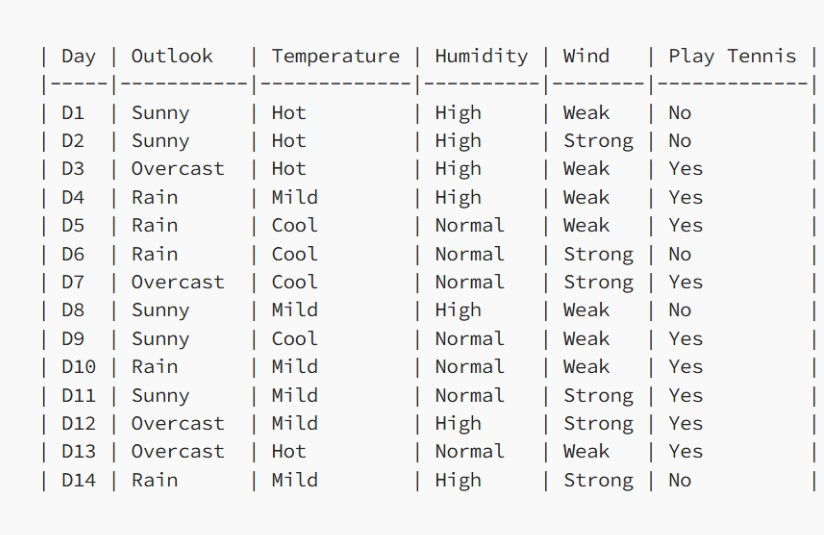 | Day | Outlook   | Temperature | Humidity | Wind   | Play Tennis |
|-----|-----------|-------------|----------|--------|-------------|
| D1  | Sunny     | Hot         | High     | Weak   | No          |
| D2  | Sunny     | Hot         | High     | Strong | No          |
| D3  | Overcast  | Hot         | High     | Weak   | Yes         |
| D4  | Rain      | Mild        | High     | Weak   | Yes         |
| D5  | Rain      | Cool        | Normal   | Weak   | Yes         |
| D6  | Rain      | Cool        | Normal   | Strong | No          |
| D7  | Overcast  | Cool        | Normal   | Strong | Yes         |
| D8  | Sunny     | Mild        | High     | Weak   | No          |
| D9  | Sunny     | Cool        | Normal   | Weak   | Yes         |
| D10 | Rain      | Mild        | Normal   | Weak   | Yes         |
| D11 | Sunny     | Mild        | Normal   | Strong | Yes         |
| D12 | Overcast  | Mild        | High     | Strong | Yes         |
| D13 | Overcast  | Hot         | Normal   | Weak   | Yes         |
| D14 | Rain      | Mild        | High     | Strong | No          |